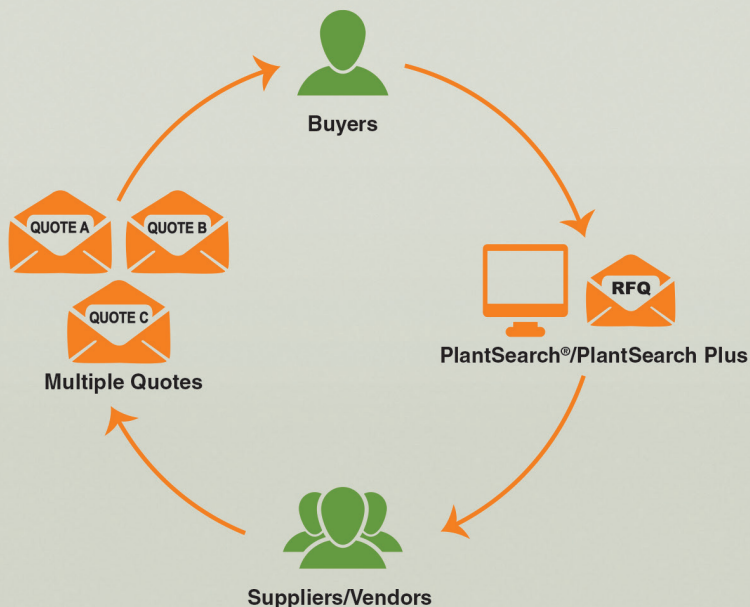 Buyers
QUOTE A
QUOTE B
QUOTE C
Multiple Quotes
RFQ
PlantSearch®/PlantSearch Plus
Suppliers/Vendors